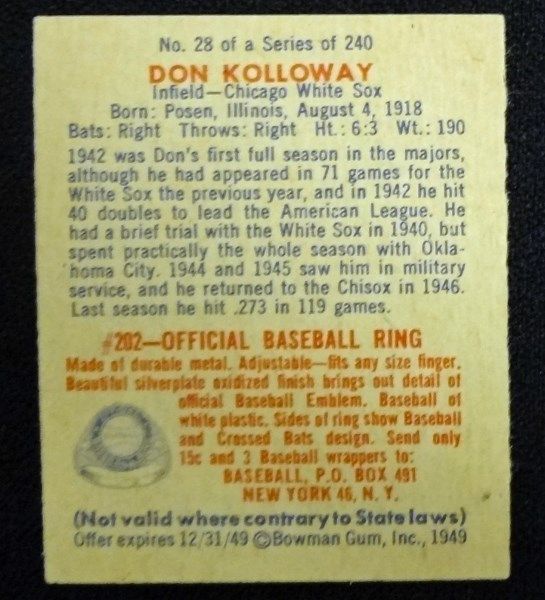 No. 28 of a Series of 240
DON KOLLOWAY
Infield—Chicago White Sox
Born: Posen, Illinois, August 4, 1918
Bats: Right Throws: Right Ht.: 6:3 Wt.: 190
1942 was Don's first full season in the majors,
although he had appeared in 71 games for the
White Sox the previous year, and in 1942 he hit
40 doubles to lead the American League. He
had a brief trial with the White Sox in 1940, but
spent practically the whole season with Okla-
homa City. 1944 and 1945 saw him in military
service, and he returned to the Chisox in 1946.
Last season he hit .273 in 119 games.
#202—OFFICIAL BASEBALL RING
Made of durable metal. Adjustable—fits any size finger.
Beautiful silverplate oxidized finish brings out detail of
official Baseball Emblem. Baseball of
white plastic. Sides of ring show Baseball
and Crossed Bats design. Send only
15c and 3 Baseball wrappers to:
BASEBALL, P.O. BOX 491
NEW YORK 46, N. Y.
(Not valid where contrary to State laws)
Offer expires 12/31/49 ©Bowman Gum, Inc., 1949